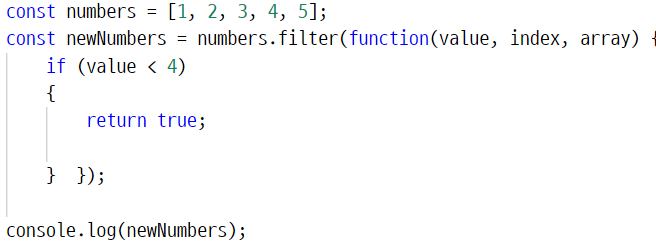 const numbers = [1, 2, 3, 4, 5];
const newNumbers = numbers.filter(function(value, index, array) {
if (value < 4)
{
return true;
} });
console.log(newNumbers);